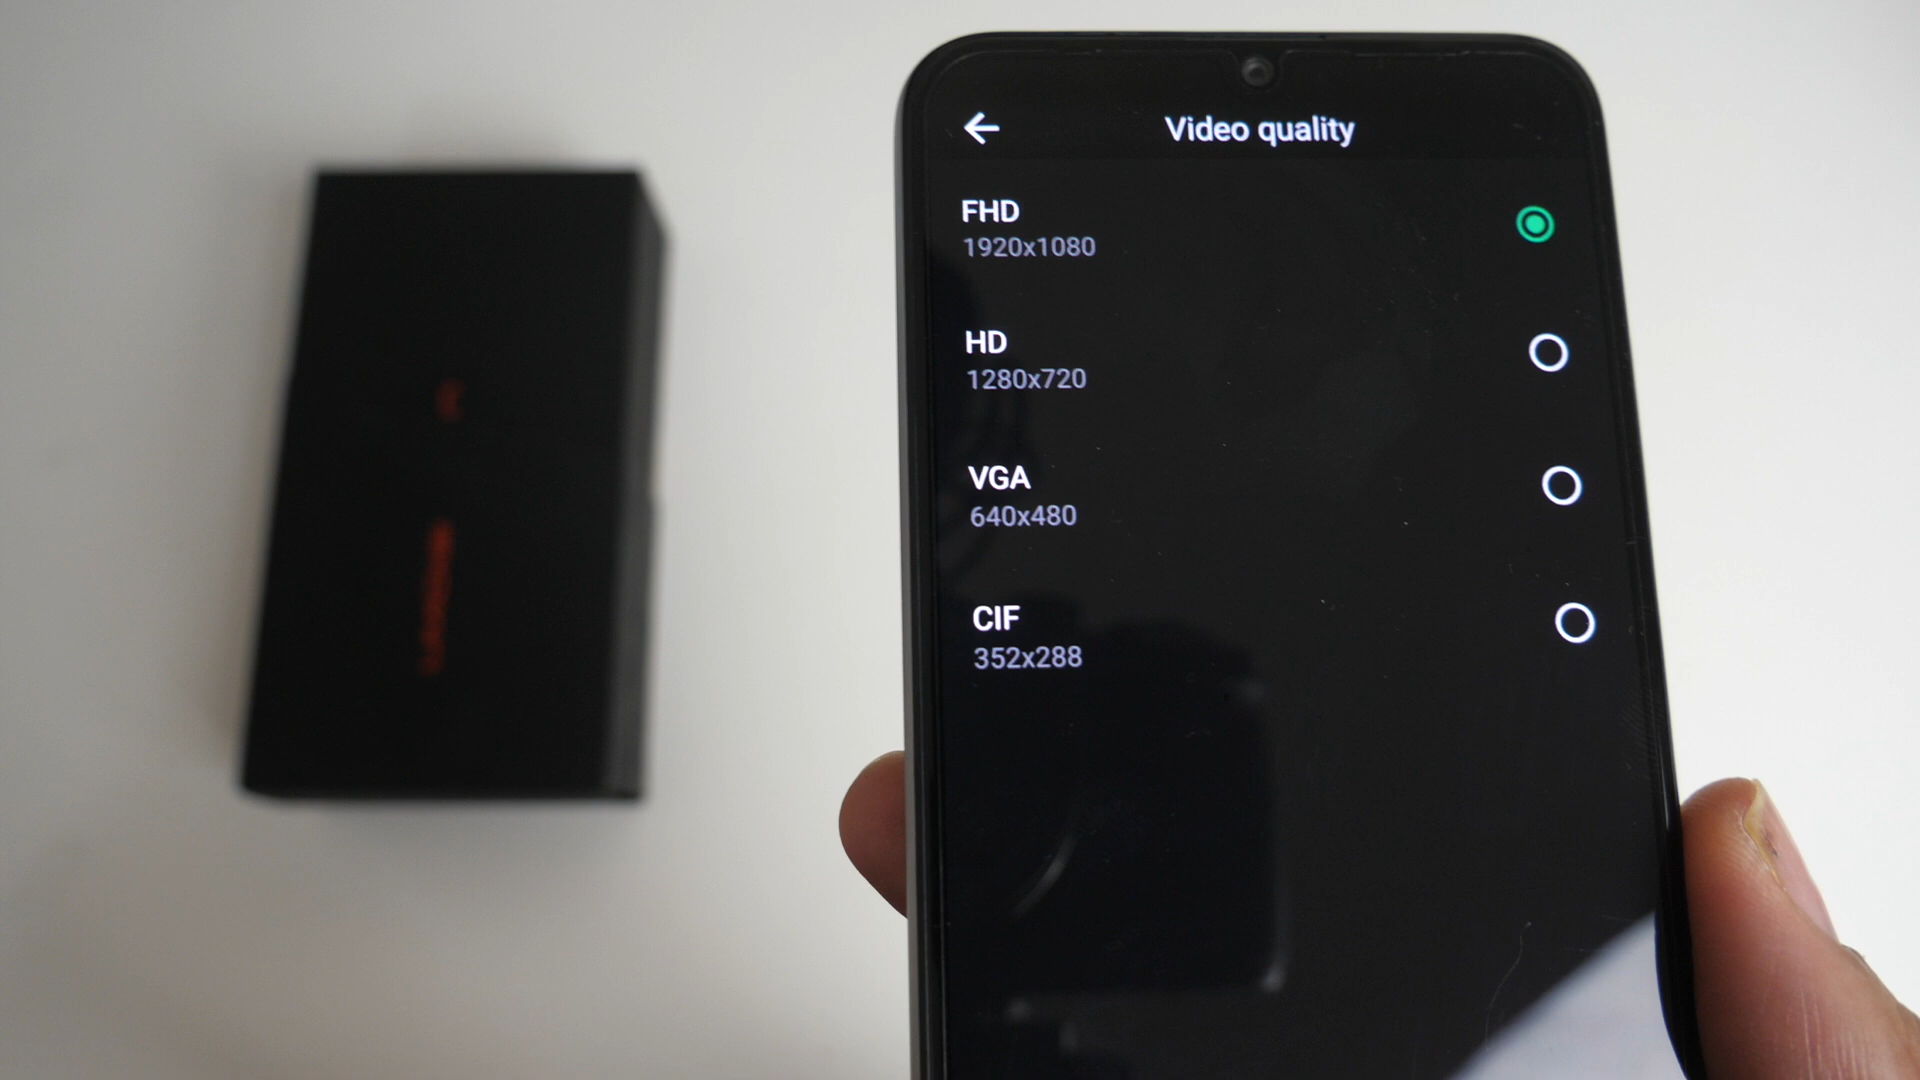 Video quality
FHD
1920x1080
HD
1280x720
VGA
640x480
CIF
352x288